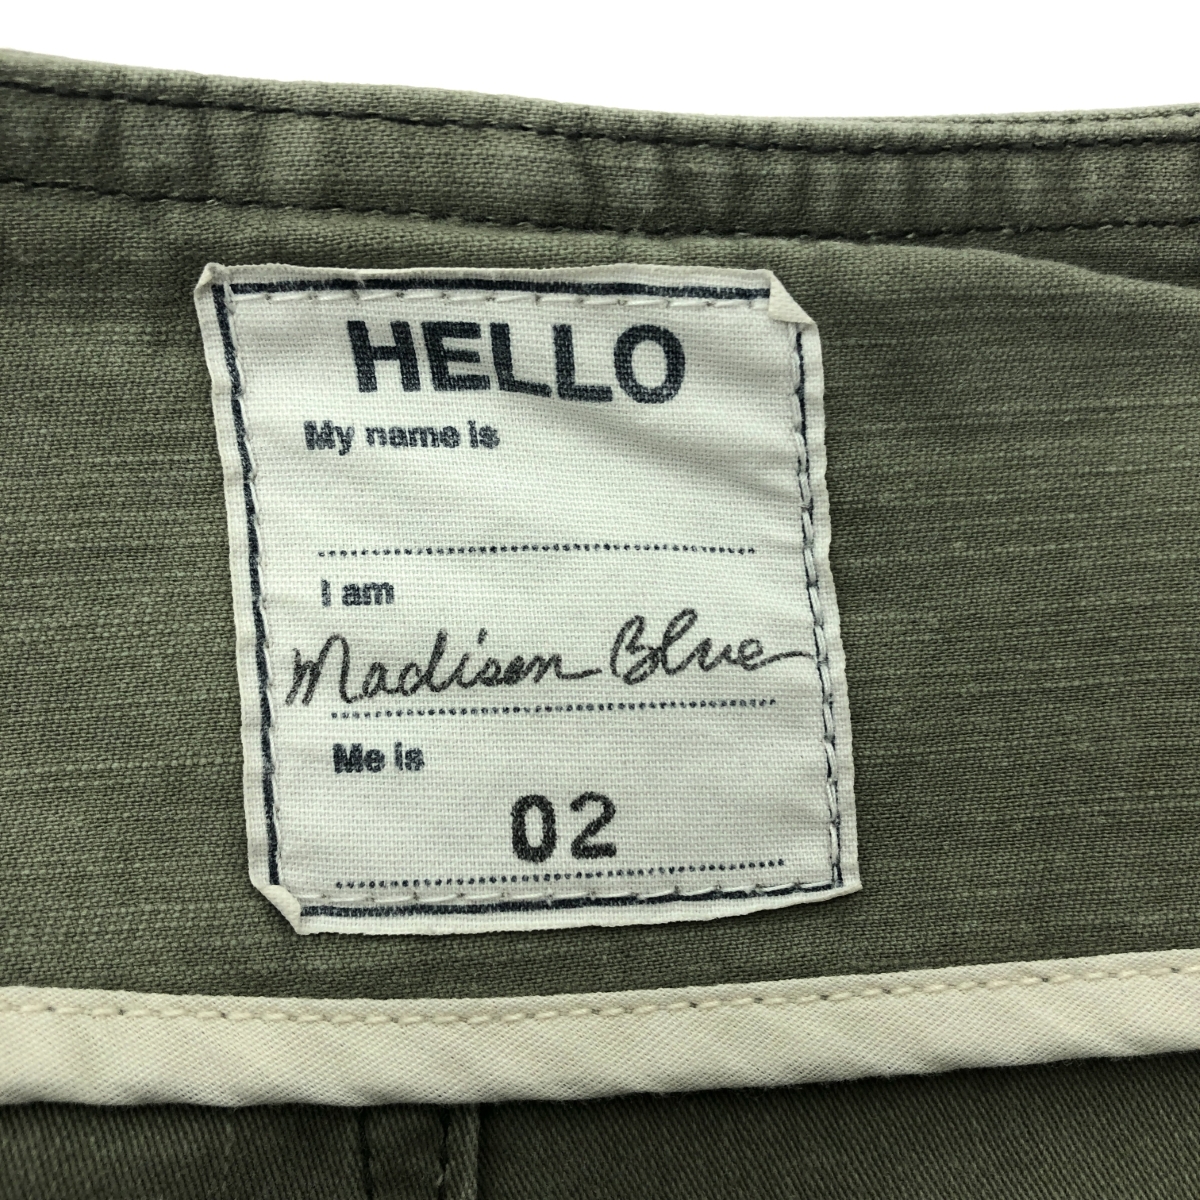 HELLO
My name is
I am
Madison Blue
Me is
02